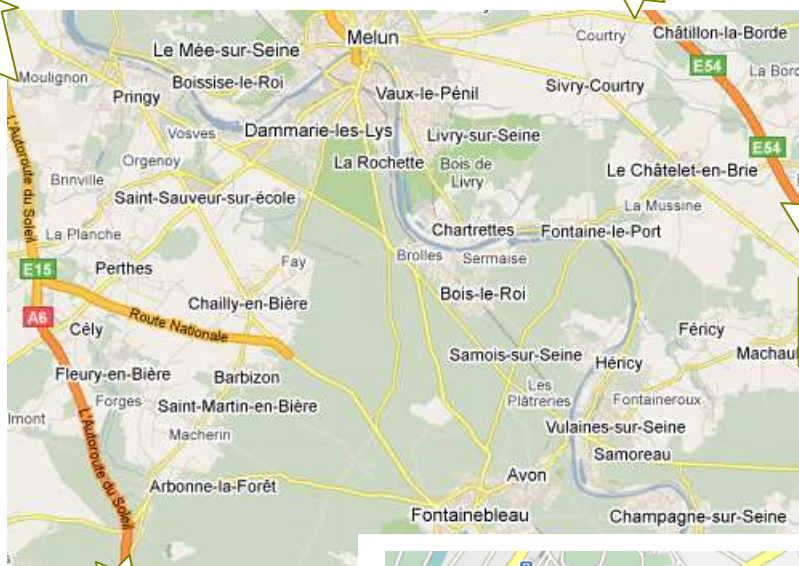 Melun
Courtry
Châtillon-la-Borde
Le Mée-sur-Seine
E54
Moulignon
Boissise-le-Roi
Pringy
Vaux-le-Pénil
Sivry-Courtry
Vosves
Dammarie-les-Lys
Livry-sur-Seine
E54
Orgenoy
La Rochette
Bois de
Livry
Le Châtelet-en-Brie
Brinville
Saint-Sauveur-sur-école
La Mussine
L'Autoroute du Soleil
La Planche
Chartrettes
Fontaine-le-Port
Brolles
Sermaise
E15
Perthes
Fay
Bois-le-Roi
Chailly-en-Bière
A6
Route Nationale
Cély
Féricy
Samois-sur-Seine
Héricy
Fleury-en-Bière
Barbizon
Les
Plâtreries
Fontaineroux
Forges
Saint-Martin-en-Bière
L'Autoroute du Soleil
Macherin
Vulaines-sur-Seine
Samoreau
Arbonne-la-Forêt
Avon
Fontainebleau
Champagne-sur-Seine